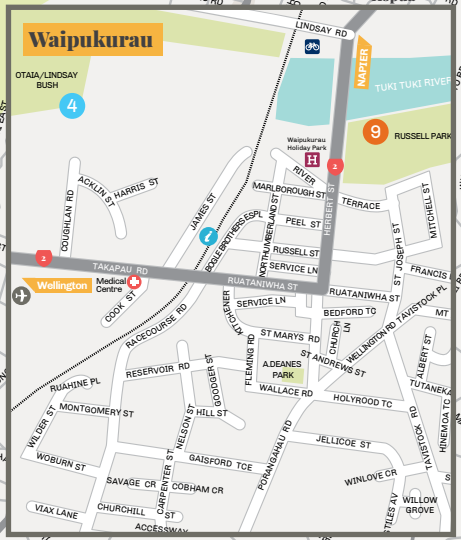 LINDSAY RD
Waipukurau
NAPIER
OTAIA/LINDSAY
BUSH
TUKI TUKI RIVER
4
9
RUSSELL PARK
Waipukurau
Holiday Park
H
2
RIVER
TERRACE
ACKLIN ST
HARRIS ST
MARLBOROUGH ST
COUGHLAN RD
JAMES ST
HERBERT ST
MITCHELL ST
PEEL ST
BOGLE BROTHERS ESPL
NORTHUMBERLAND ST
ST JOSEPH ST
RUSSELL ST
2
SERVICE LN
FRANCIS
TAKAPAU RD
Wellington
Medical
Centre
RUATANIWHA ST
RUATANIWHA ST
COOK ST
KITCHENER
SERVICE LN
TAVISTOCK PL
RACECOURSE RD
BEDFORD TC
MT
CHURCH
LN
WELLINGTON RD
ST MARYS RD
ALBERT ST
FLEMING RD
ST ANDREWS ST
A.DEANES
PARK
RESERVOIR RD
GOODGER ST
RUAHINE PL
WALLACE RD
HOLYROOD TC
TUTANEKA
MONTGOMERY ST
HILL ST
WILDER ST
NELSON ST
HINEMOA TC
PORANGAHAU RD
JELLICOE ST
TAVISTOCK RD
WOBURN ST
GAISFORD TCE
CARPENTER ST
WINLOVE CR
SAVAGE CR
COBHAM CR
WILLOW
GROVE
STILES AV
VIAX LANE
CHURCHILL ST
ACCESSWAY